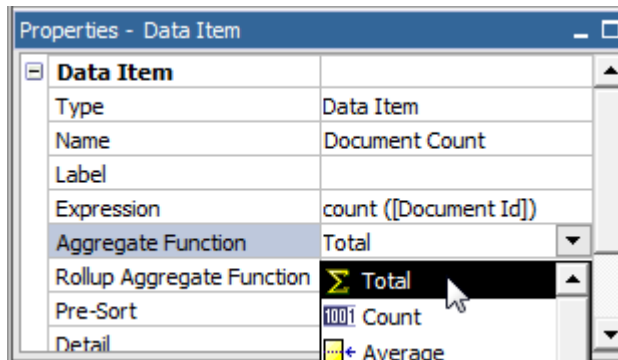 Properties - Data Item
Data Item
Type Data Item
Name Document Count
Label
Expression count ([Document Id])
Aggregate Function Total
Rollup Aggregate Function Σ Total
Pre-Sort 1001 Count
Detail Average